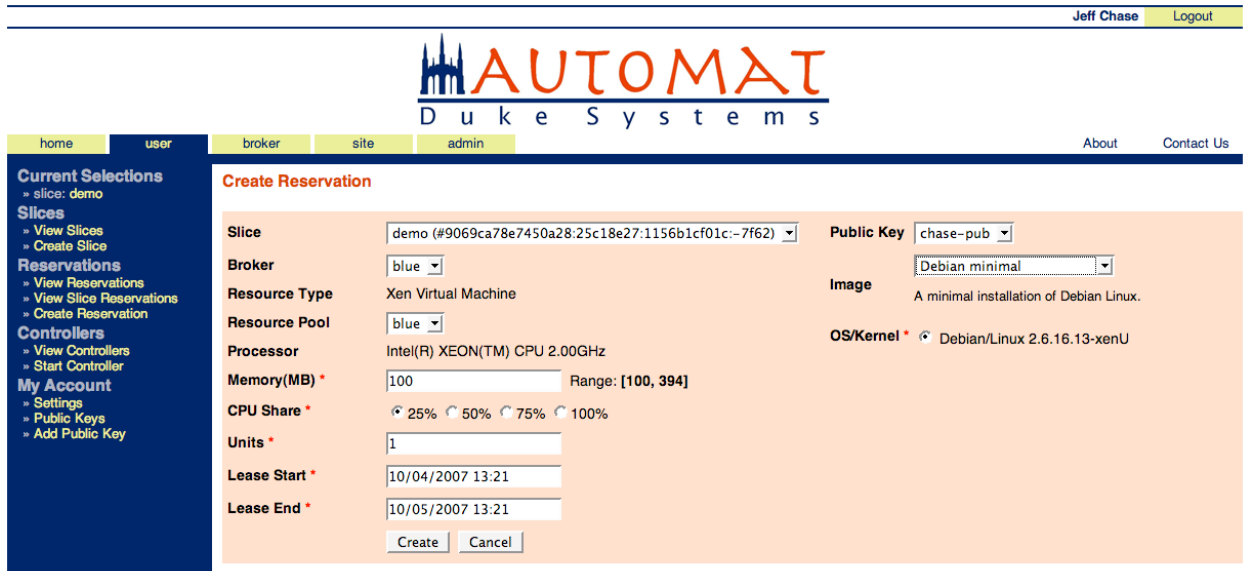 Jeff Chase Logout
AUTOMAT
Duke Systems
home user broker site admin About Contact Us
Current Selections
» slice: demo
Slices
» View Slices
» Create Slice
Reservations
» View Reservations
» View Slice Reservations
» Create Reservation
Controllers
» View Controllers
» Start Controller
My Account
» Settings
» Public Keys
» Add Public Key
Create Reservation
Slice demo (#9069ca78e7450a28:25c18e27:1156b1cf01c:-7f62)
Broker blue
Resource Type Xen Virtual Machine
Resource Pool blue
Processor Intel(R) XEON(TM) CPU 2.00GHz
Memory(MB) * 100 Range: [100, 394]
CPU Share * 25% 50% 75% 100%
Units * 1
Lease Start * 10/04/2007 13:21
Lease End * 10/05/2007 13:21
Create Cancel
Public Key chase-pub
Image Debian minimal
A minimal installation of Debian Linux.
OS/Kernel * Debian/Linux 2.6.16.13-xenU